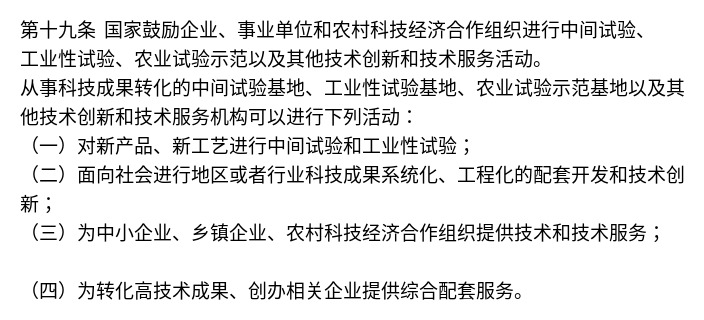 第十九条 国家鼓励企业、事业单位和农村科技经济合作组织进行中间试验、
工业性试验、农业试验示范以及其他技术创新和技术服务活动。
从事科技成果转化的中间试验基地、工业性试验基地、农业试验示范基地以及其
他技术创新和技术服务机构可以进行下列活动：
（一）对新产品、新工艺进行中间试验和工业性试验；
（二）面向社会进行地区或者行业科技成果系统化、工程化的配套开发和技术创
新；
（三）为中小企业、乡镇企业、农村科技经济合作组织提供技术和技术服务；
（四）为转化高技术成果、创办相关企业提供综合配套服务。